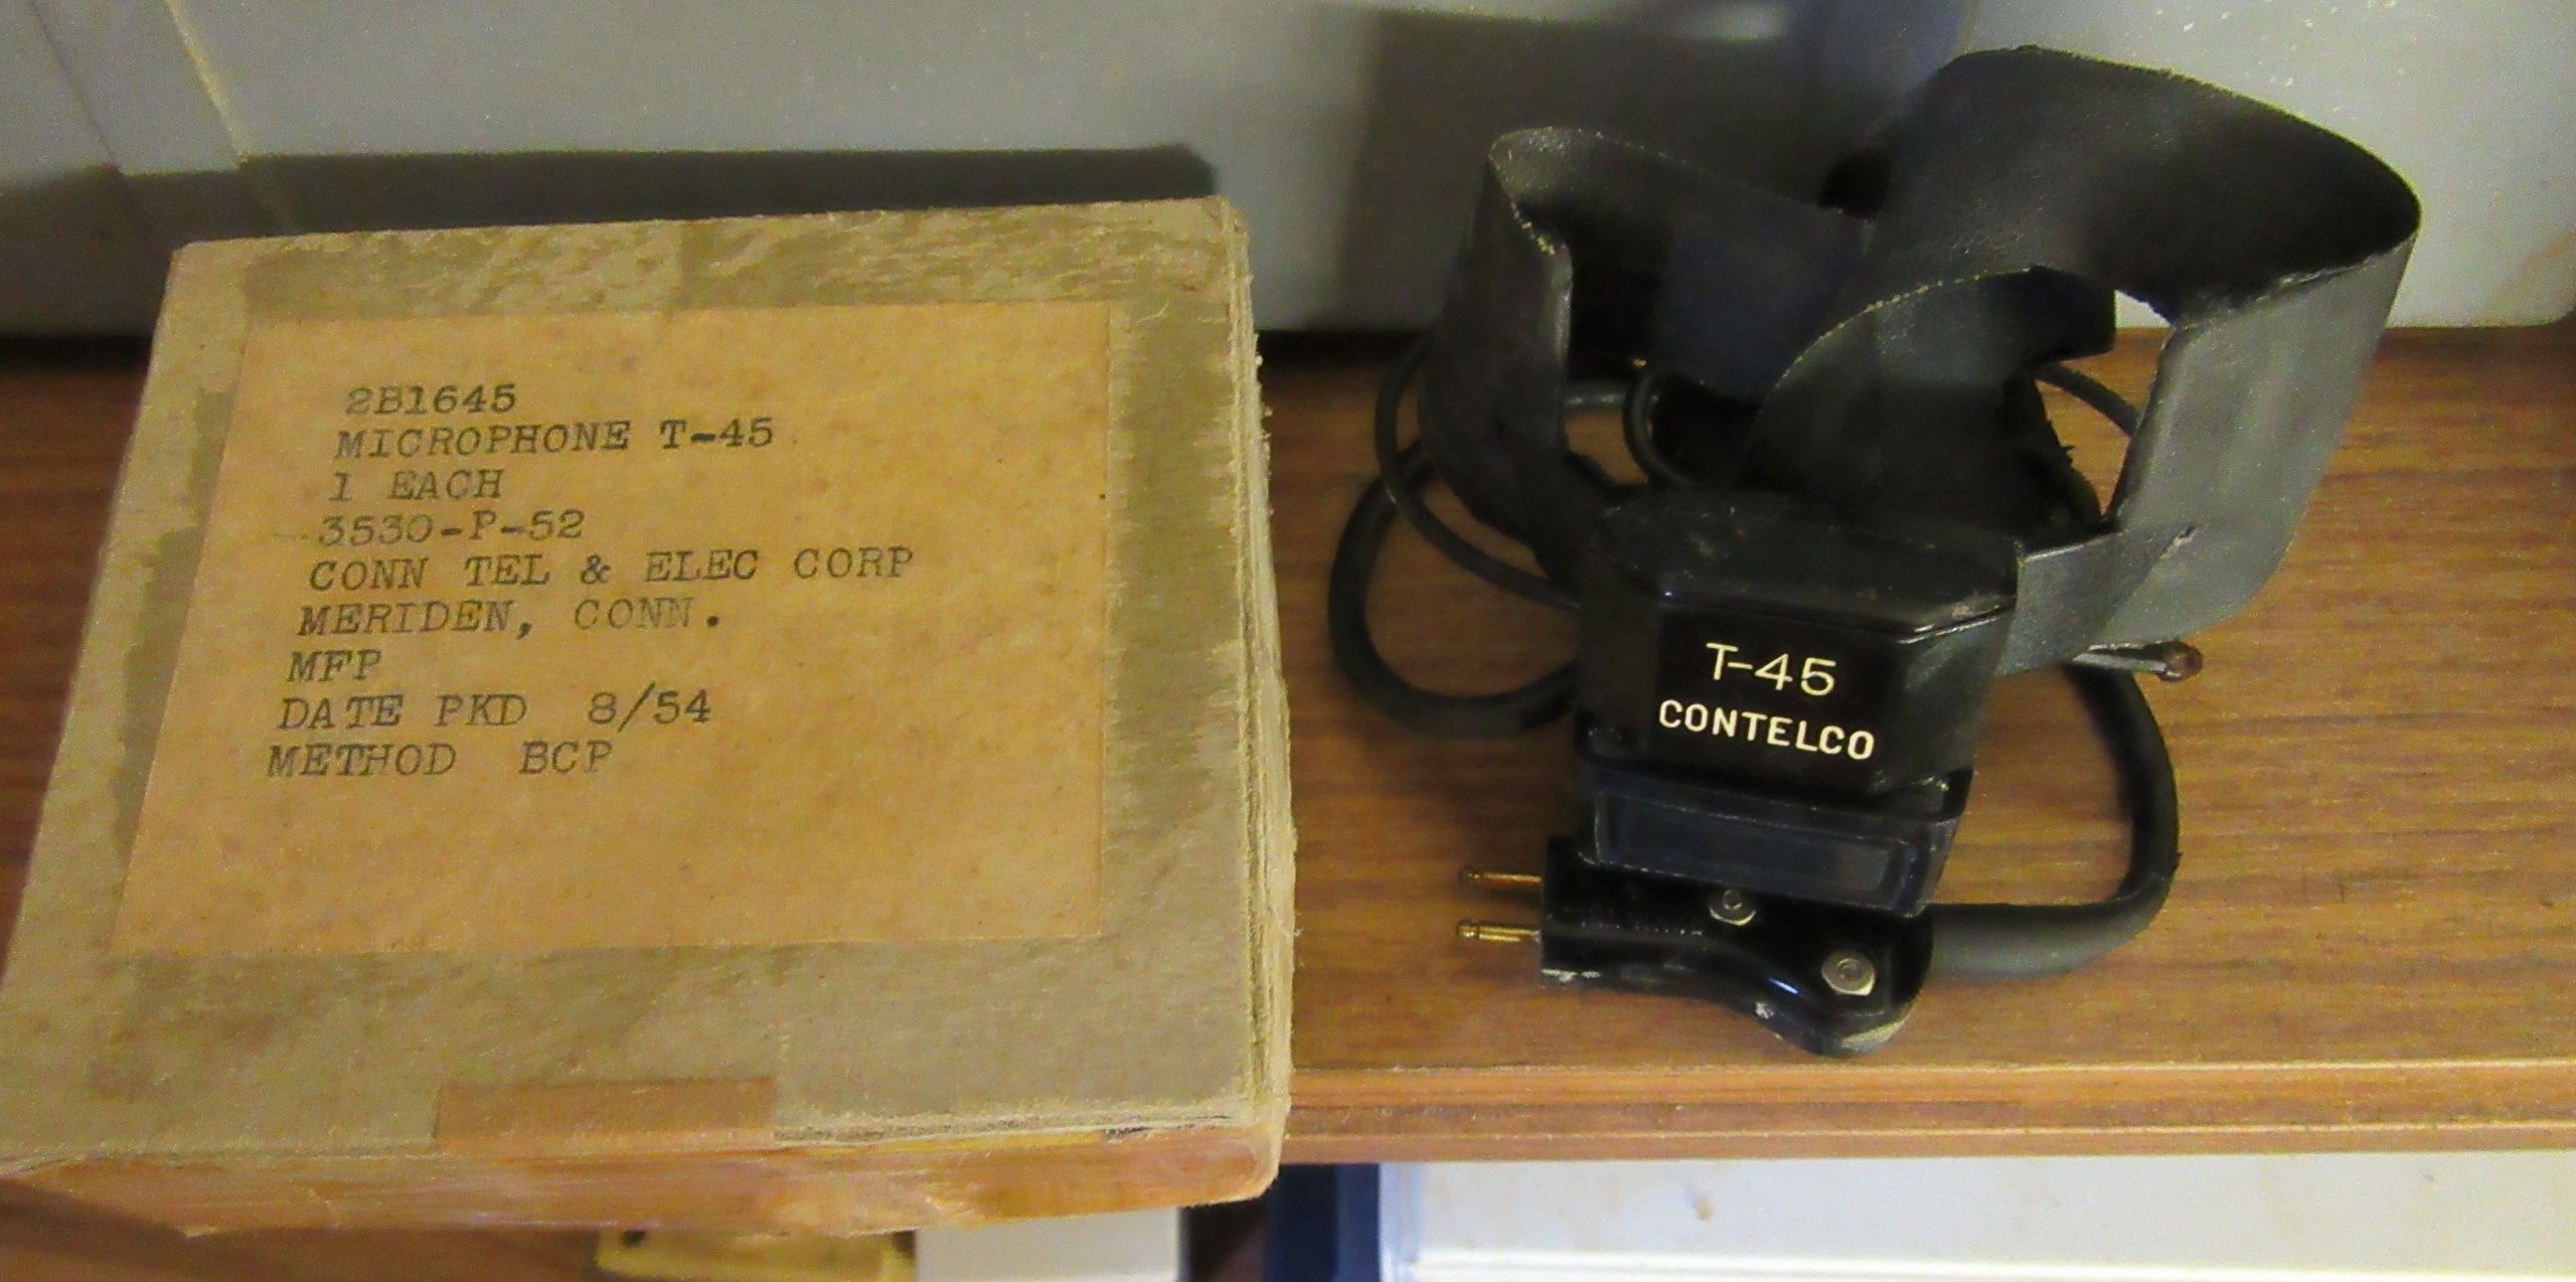 2B1645
MICROPHONE T-45
1 EACH
3530-P-52
CONN TEL & ELEC CORP
MERIDEN, CONN.
MFP
DATE PKD 8/54
METHOD BCP
T-45
CONTELCO